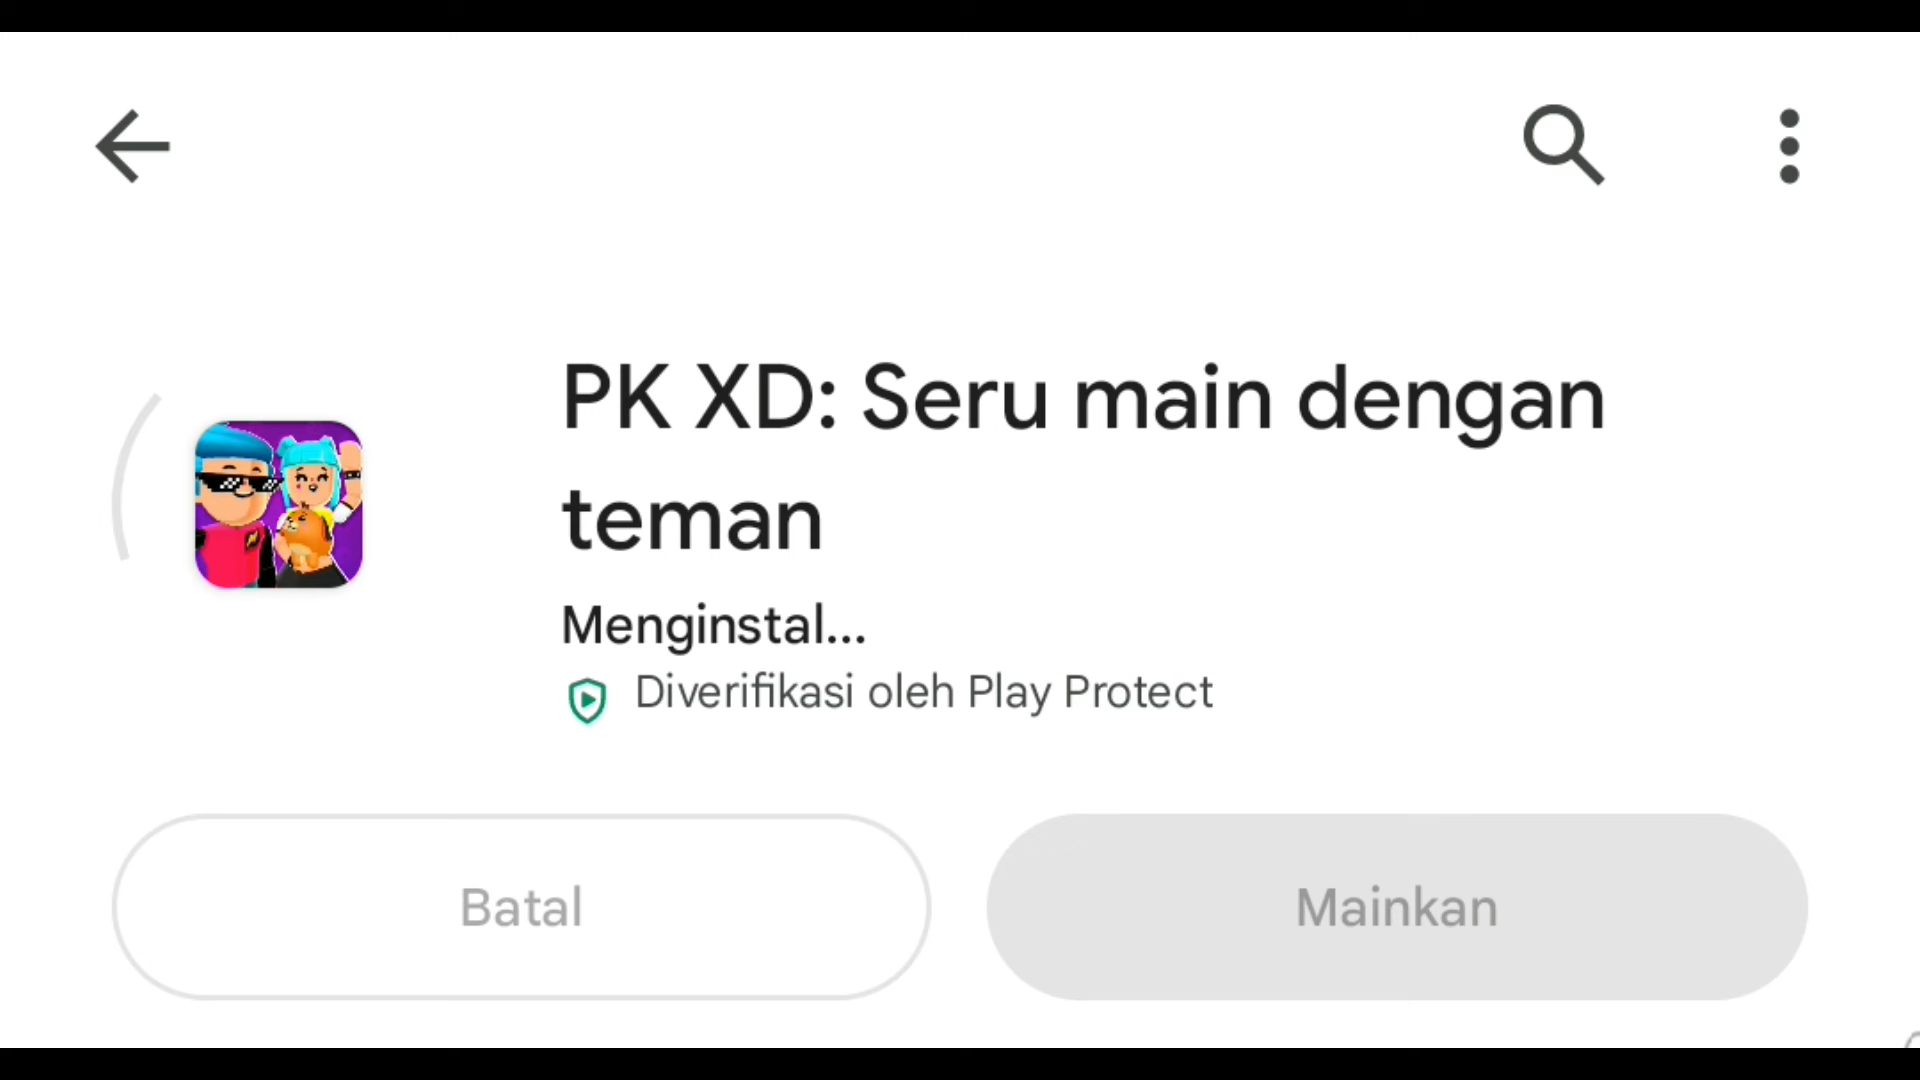 PK XD: Seru main dengan
teman
Menginstal...
Diverifikasi oleh Play Protect
Batal
Mainkan